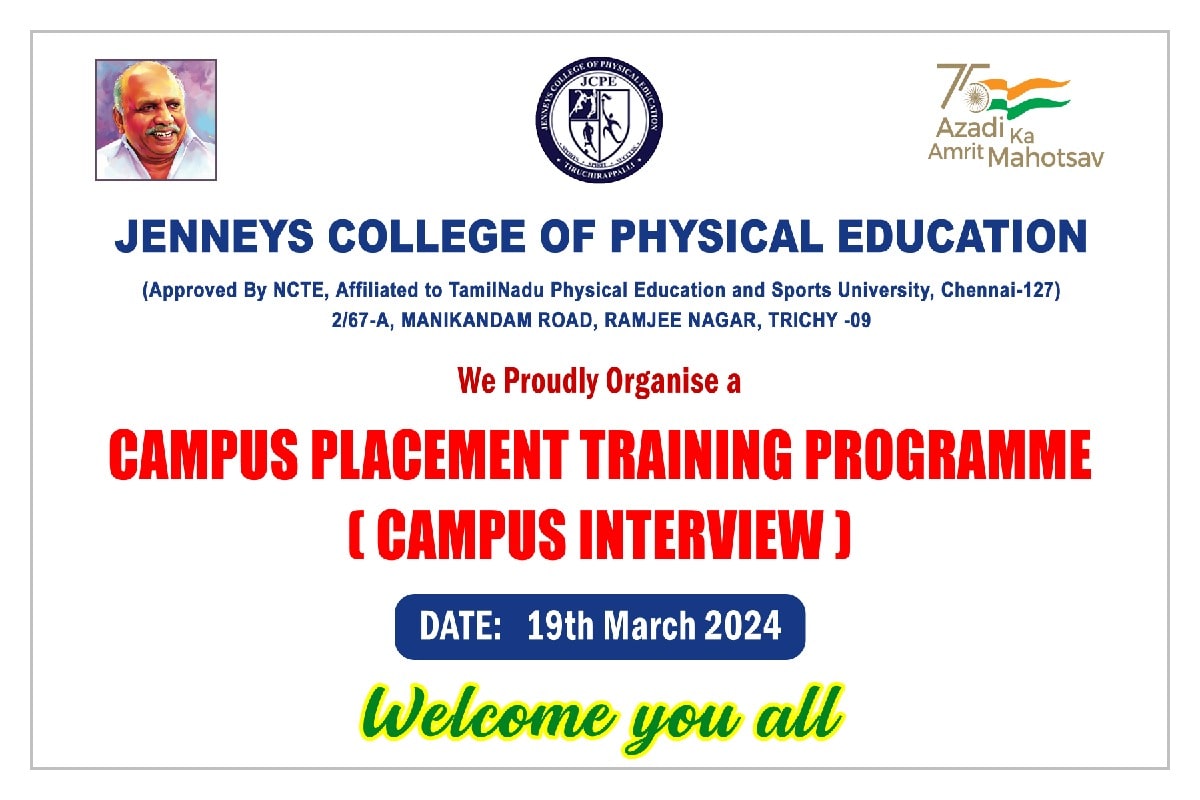 JENNEYS COLLEGE OF PHYSICAL EDUCATION
JCPE
TIRUCHIRAPPALLI
75
Azadi Ka
Amrit Mahotsav
JENNEYS COLLEGE OF PHYSICAL EDUCATION
(Approved By NCTE, Affiliated to TamilNadu Physical Education and Sports University, Chennai-127)
2/67-A, MANIKANDAM ROAD, RAMJEE NAGAR, TRICHY -09
We Proudly Organise a
CAMPUS PLACEMENT TRAINING PROGRAMME
( CAMPUS INTERVIEW )
DATE: 19th March 2024
Welcome you all